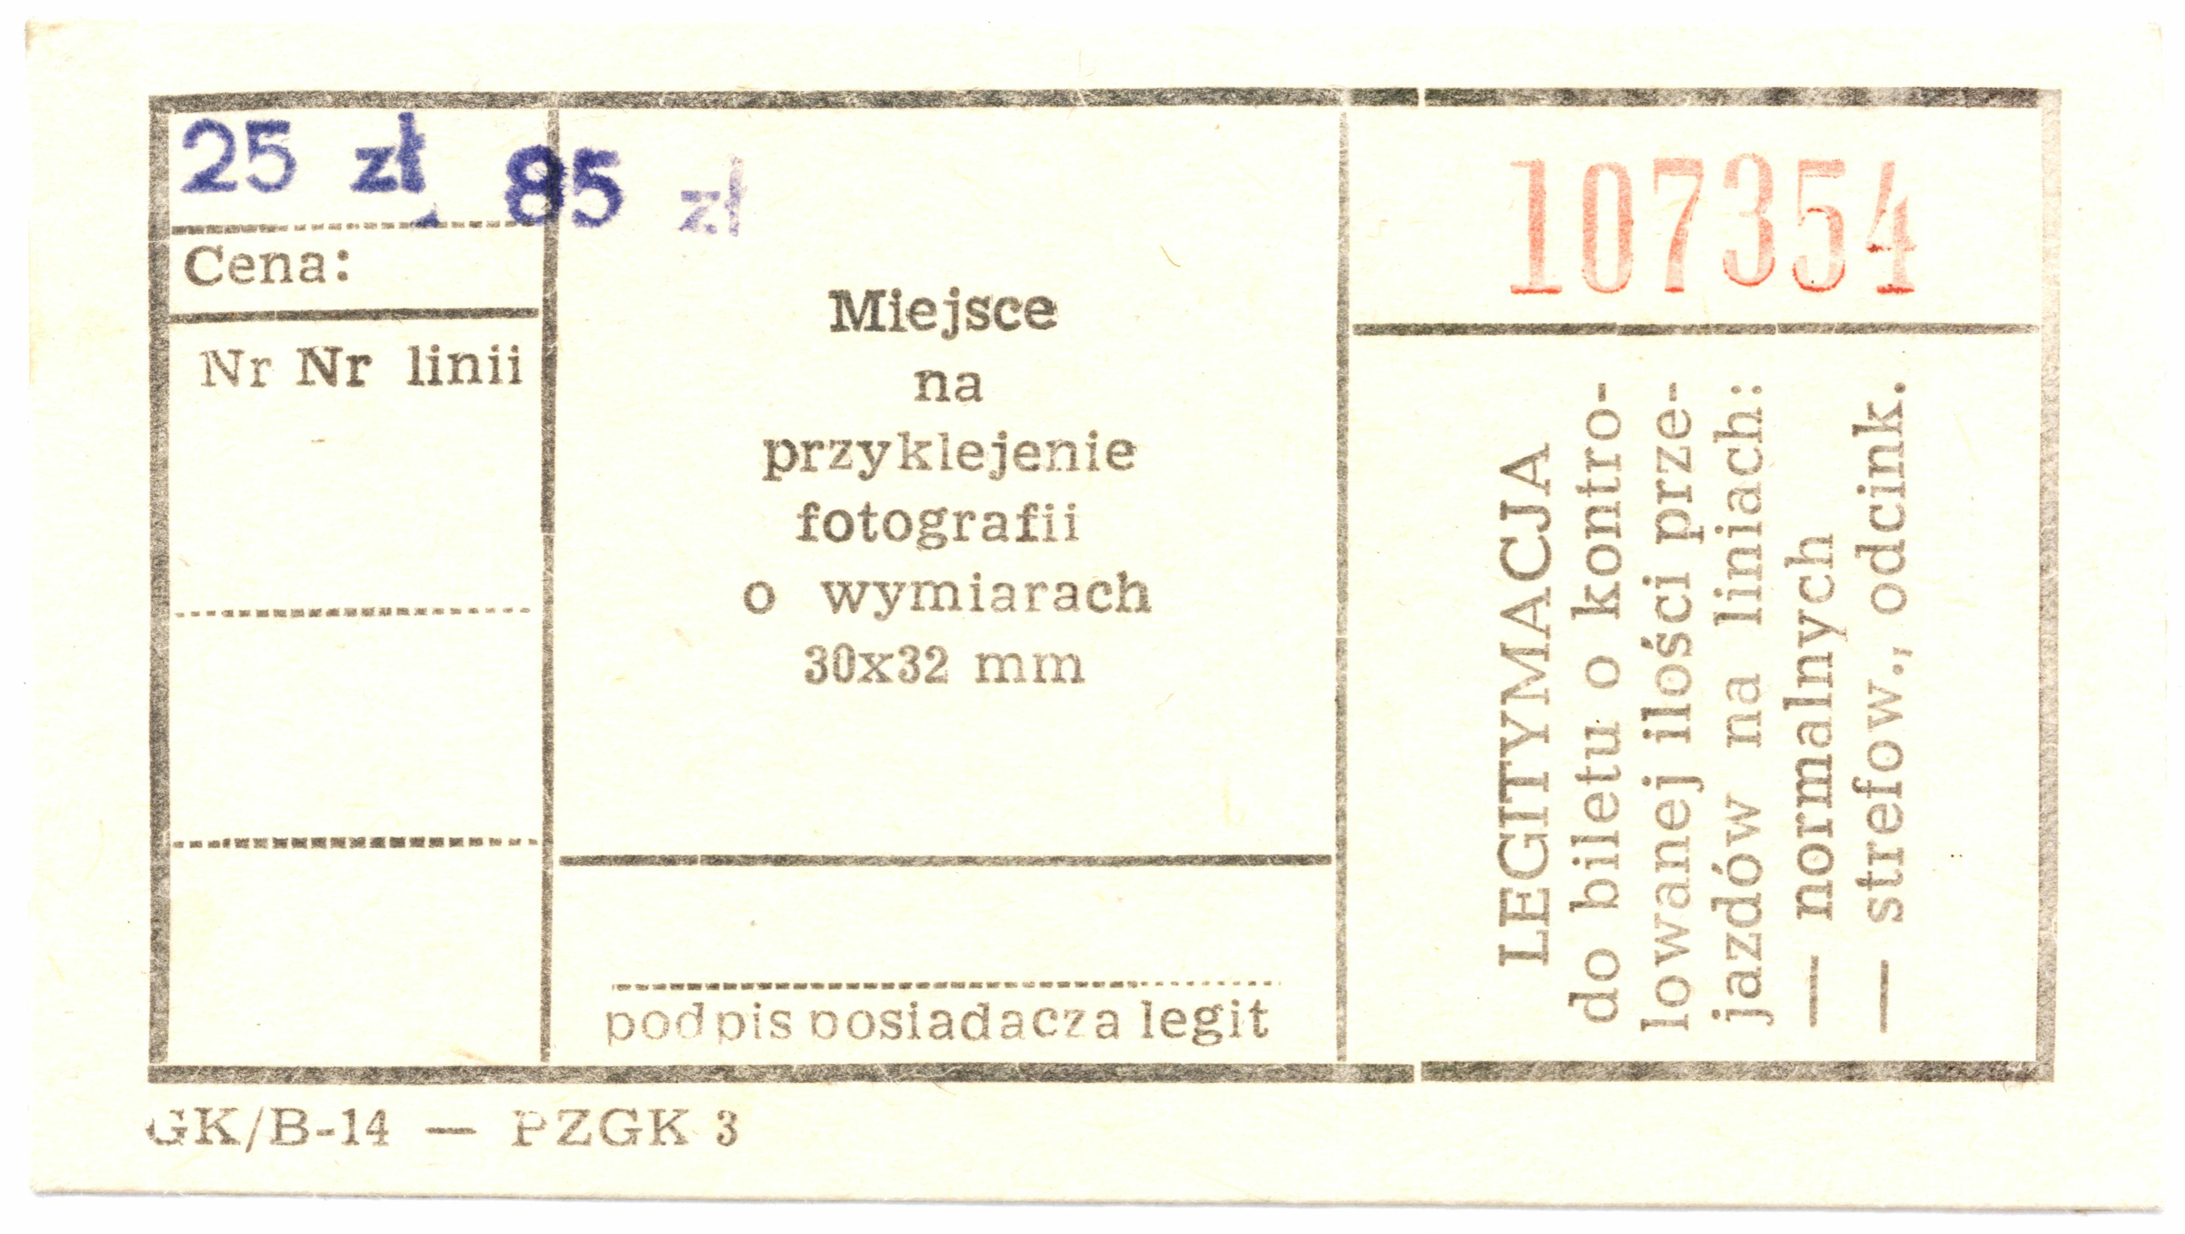 25 zł 85 zł
Cena:
Nr Nr linii
Miejsce
na
przyklejenie
fotografii
o wymiarach
30x32 mm
podpis posiadacza legit
107354
LEGITYMACJA
do biletu o kontro-
lowanej ilości prze-
jazdów na liniach:
— normalnych
— strefow., odcink.
GK/B-14 — PZGK 3